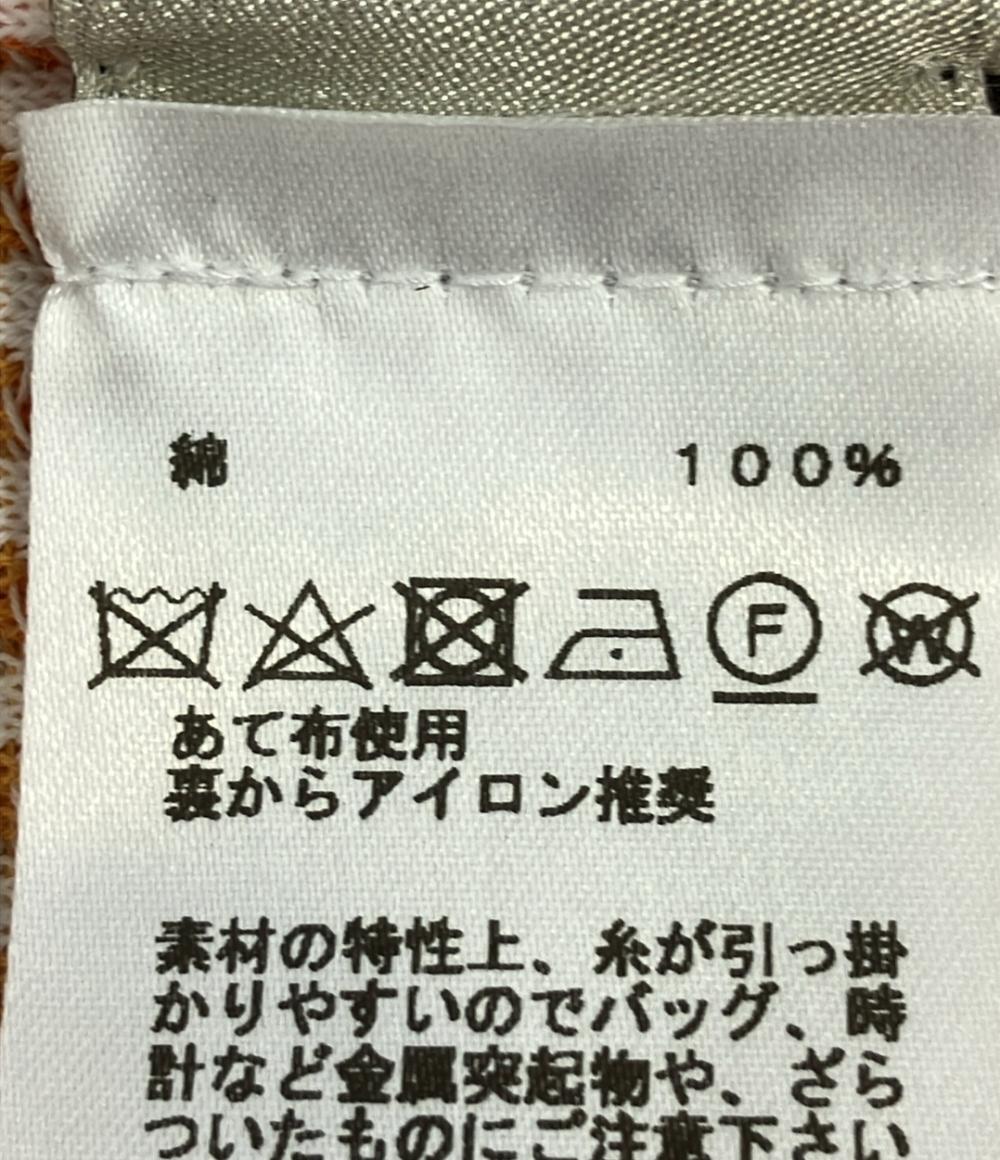 綿 100%
F W
あて布使用
裏からアイロン推奨
素材の特性上、糸が引っ掛
かりやすいのでバッグ、時
計など金属突起物や、ざら
ついたものにご注意下さい